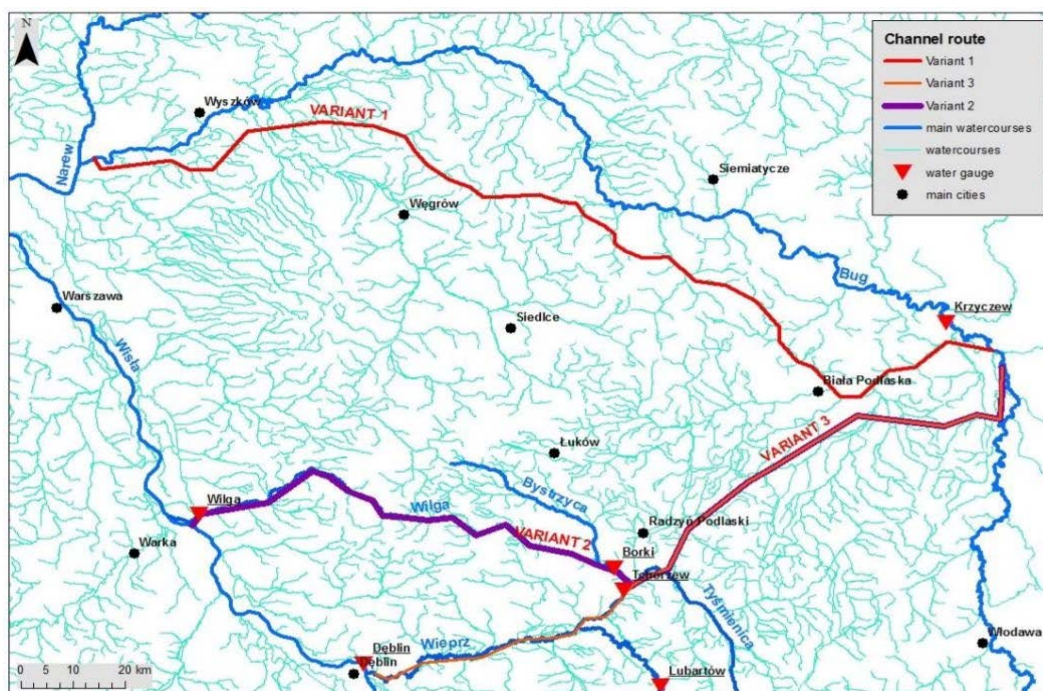 N
Channel route
Variant 1
Variant 3
Variant 2
main watercourses
watercourses
water gauge
main cities
Wyszków
VARIANT 1
Narew
Siemiatycze
Węgrów
Bug
Warszawa
Krzyczew
Siedlce
Wisła
Biała Podlaska
VARIANT 3
Łuków
Bystrzyca
Wilga
Wilga
Radzyń Podlaski
VARIANT 2
Warka
Borki
Tchórzew
Tyśmienica
Wieprz
Włodawa
Dęblin
Dęblin
Lubartów
0 5 10 20 km